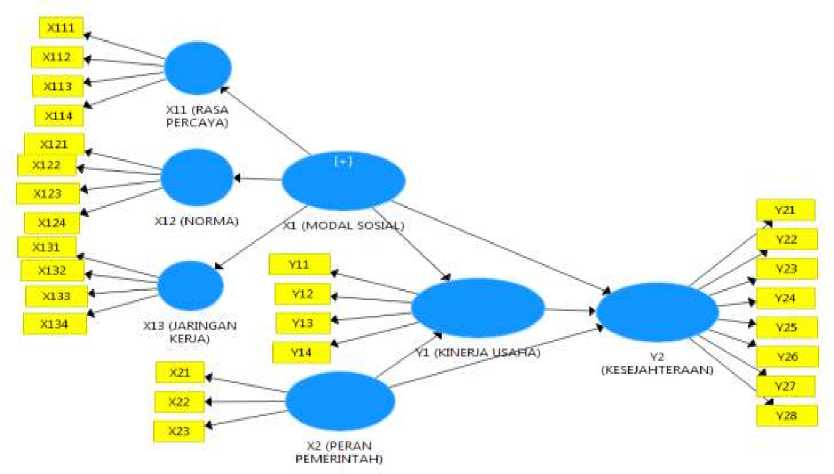 X111
X112
X113
X114
X11 (RASA
PERCAYA)
X121
X122
X123
X124
X12 (NORMA)
[+]
X1 (MODAL SOSIAL)
X131
X132
X133
X134
X13 (JARINGAN
KERJA)
Y11
Y12
Y13
Y14
Y1 (KINERJA USAHA)
X21
X22
X23
X2 (PERAN
PEMERINTAH)
Y21
Y22
Y23
Y24
Y25
Y26
Y27
Y28
Y2
(KESEJAHTERAAN)